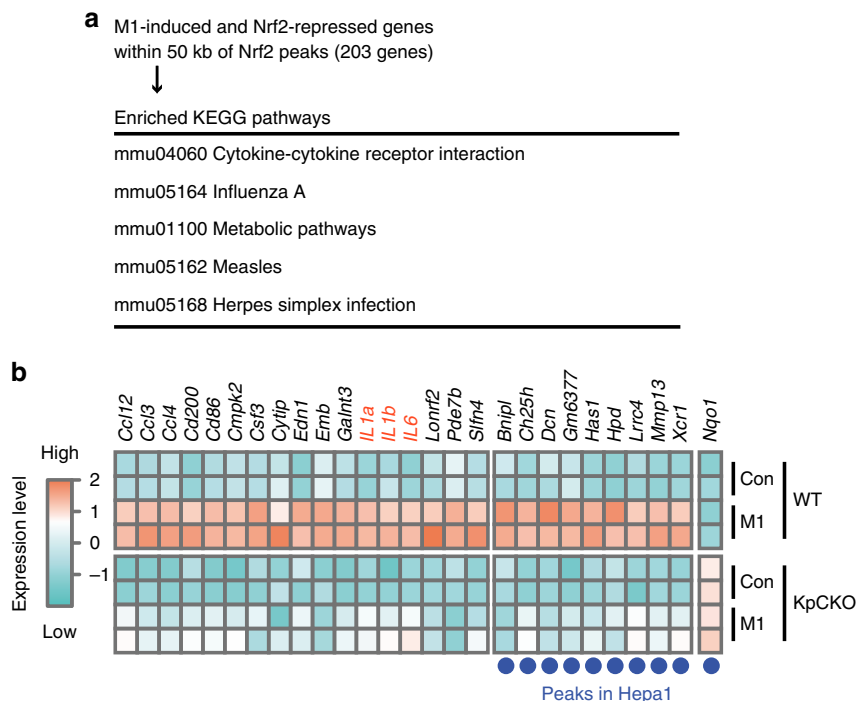 a
M1-induced and Nrf2-repressed genes
within 50 kb of Nrf2 peaks (203 genes)
Enriched KEGG pathways
mmu04060 Cytokine-cytokine receptor interaction
mmu05164 Influenza A
mmu01100 Metabolic pathways
mmu05162 Measles
mmu05168 Herpes simplex infection
b
Ccl12 Ccl3 Ccl4 Cd200 Cd86 Cmpk2 Csf3 Cytip Edn1 Emb Galnt3 IL1a IL1b IL6 Lonrf2 Pde7b Slfn4 Bnipl Ch25h Dcn Gm6377 Has1 Hpd Lrrc4 Mmp13 Xcr1 Nqo1
High
2
1
0
−1
Low
Expression level
Con
M1
WT
Con
M1
KpCKO
Peaks in Hepa1